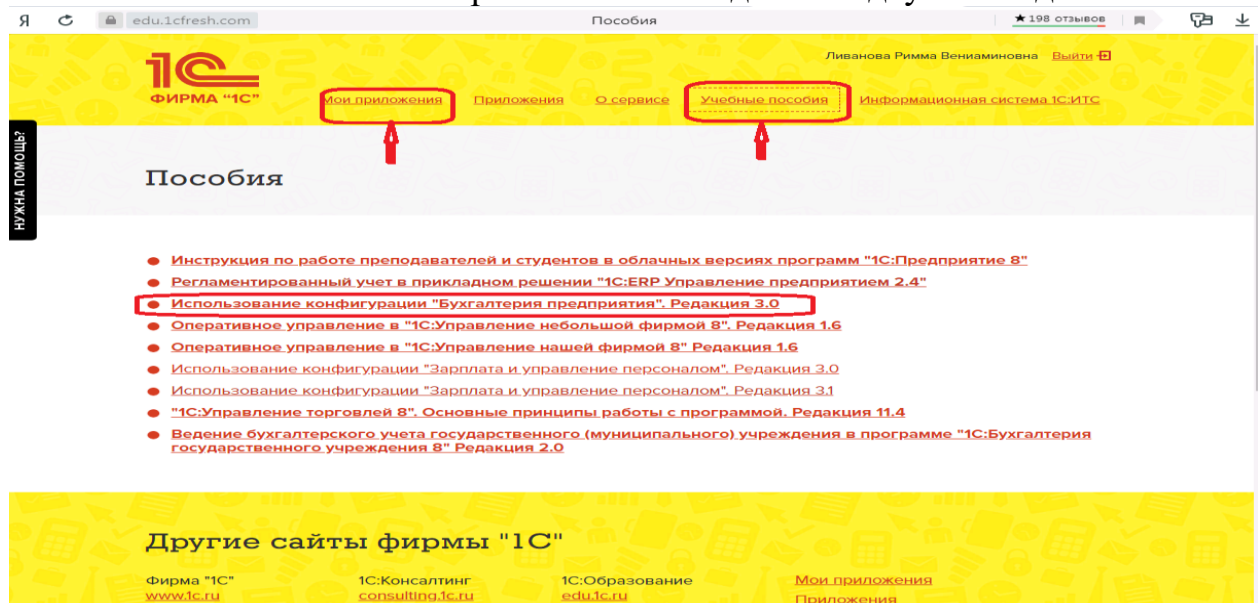 Я edu.1cfresh.com Пособия ★198 отзывов
Ливанова Римма Вениаминовна Выйти
1С
ФИРМА "1С" Мои приложения Приложения О сервисе Учебные пособия Информационная система 1С:ИТС
НУЖНА ПОМОЩЬ?
Пособия
Инструкция по работе преподавателей и студентов в облачных версиях программ "1С:Предприятие 8"
Регламентированный учет в прикладном решении "1С:ERP Управление предприятием 2.4"
Использование конфигурации "Бухгалтерия предприятия". Редакция 3.0
Оперативное управление в "1С:Управление небольшой фирмой 8". Редакция 1.6
Оперативное управление в "1С:Управление нашей фирмой 8" Редакция 1.6
Использование конфигурации "Зарплата и управление персоналом". Редакция 3.0
Использование конфигурации "Зарплата и управление персоналом". Редакция 3.1
"1С:Управление торговлей 8". Основные принципы работы с программой. Редакция 11.4
Ведение бухгалтерского учета государственного (муниципального) учреждения в программе "1С:Бухгалтерия
государственного учреждения 8" Редакция 2.0
Другие сайты фирмы "1С"
Фирма "1С" 1С:Консалтинг 1С:Образование Мои приложения
www.1c.ru consulting.1c.ru edu.1c.ru Приложения